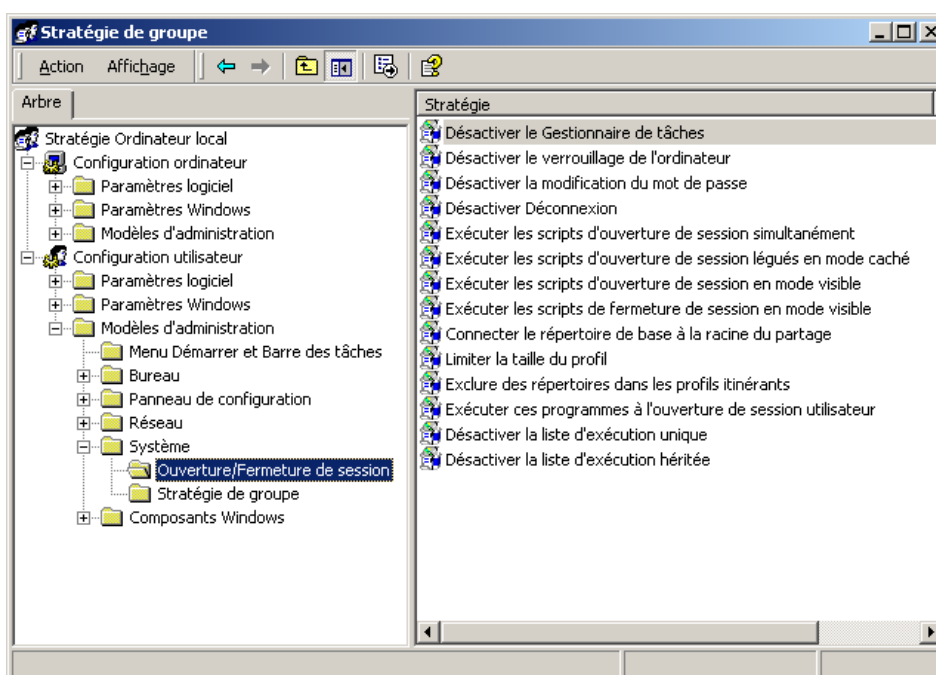 Stratégie de groupe
Action Affichage
Arbre
Stratégie Ordinateur local
Configuration ordinateur
Paramètres logiciel
Paramètres Windows
Modèles d'administration
Configuration utilisateur
Paramètres logiciel
Paramètres Windows
Modèles d'administration
Menu Démarrer et Barre des tâches
Bureau
Panneau de configuration
Réseau
Système
Ouverture/Fermeture de session
Stratégie de groupe
Composants Windows
Stratégie
Désactiver le Gestionnaire de tâches
Désactiver le verrouillage de l'ordinateur
Désactiver la modification du mot de passe
Désactiver Déconnexion
Exécuter les scripts d'ouverture de session simultanément
Exécuter les scripts d'ouverture de session légués en mode caché
Exécuter les scripts d'ouverture de session en mode visible
Exécuter les scripts de fermeture de session en mode visible
Connecter le répertoire de base à la racine du partage
Limiter la taille du profil
Exclure des répertoires dans les profils itinérants
Exécuter ces programmes à l'ouverture de session utilisateur
Désactiver la liste d'exécution unique
Désactiver la liste d'exécution héritée